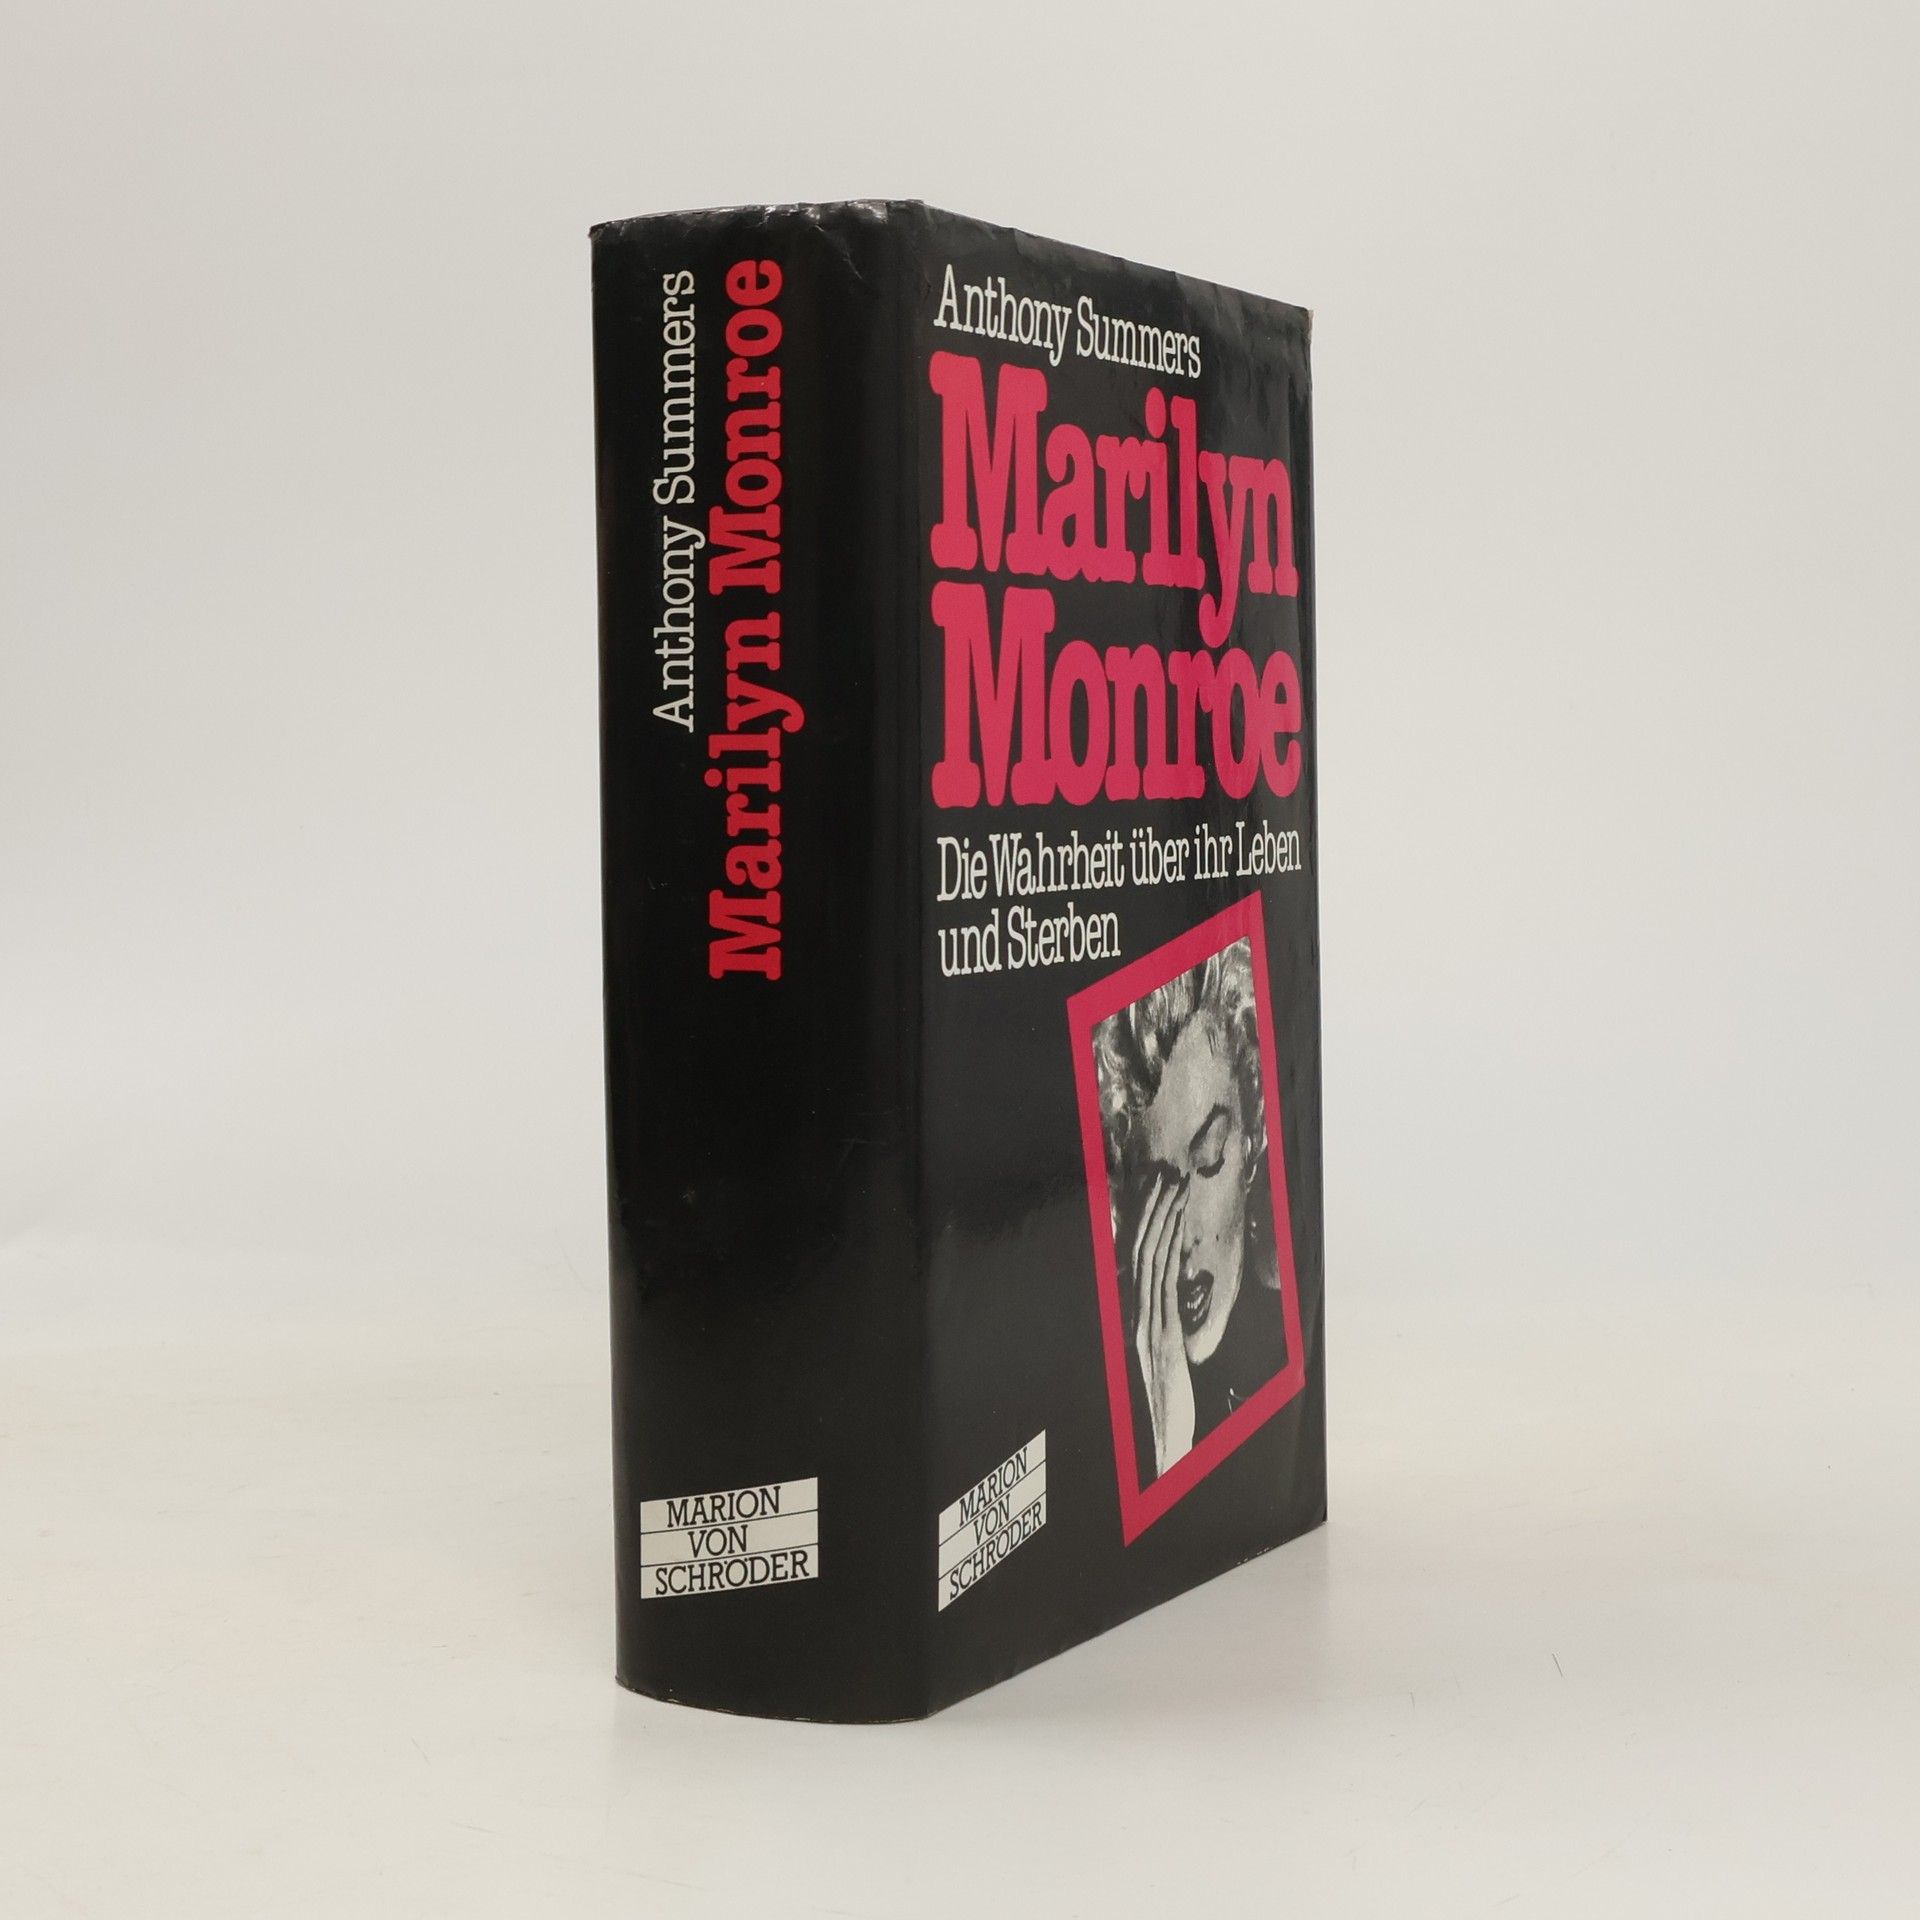 Anthony Summers
Marilyn Monroe
MARION
VON
SCHRÖDER
Anthony Summers
Marilyn
Monroe
Die Wahrheit über ihr Leben
und Sterben
MARION
VON
SCHRÖDER